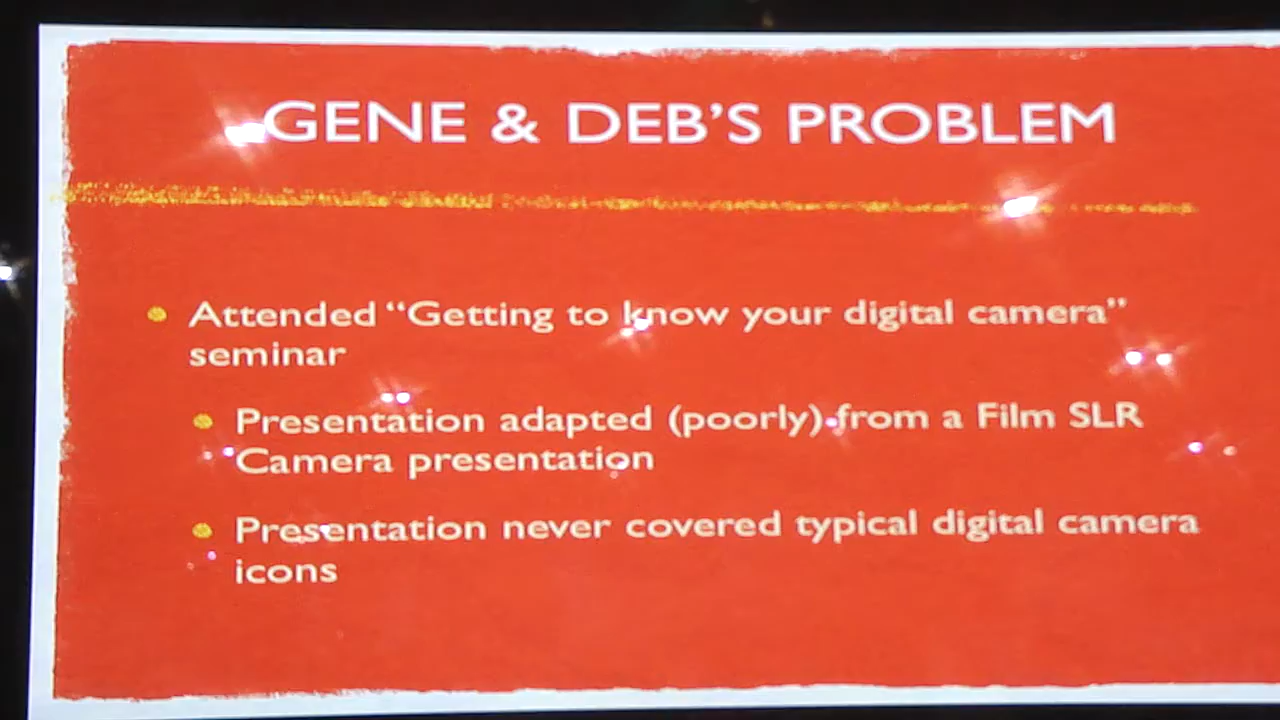 GENE & DEB’S PROBLEM
Attended “Getting to know your digital camera”
seminar
Presentation adapted (poorly) from a Film SLR
Camera presentation
Presentation never covered typical digital camera
icons